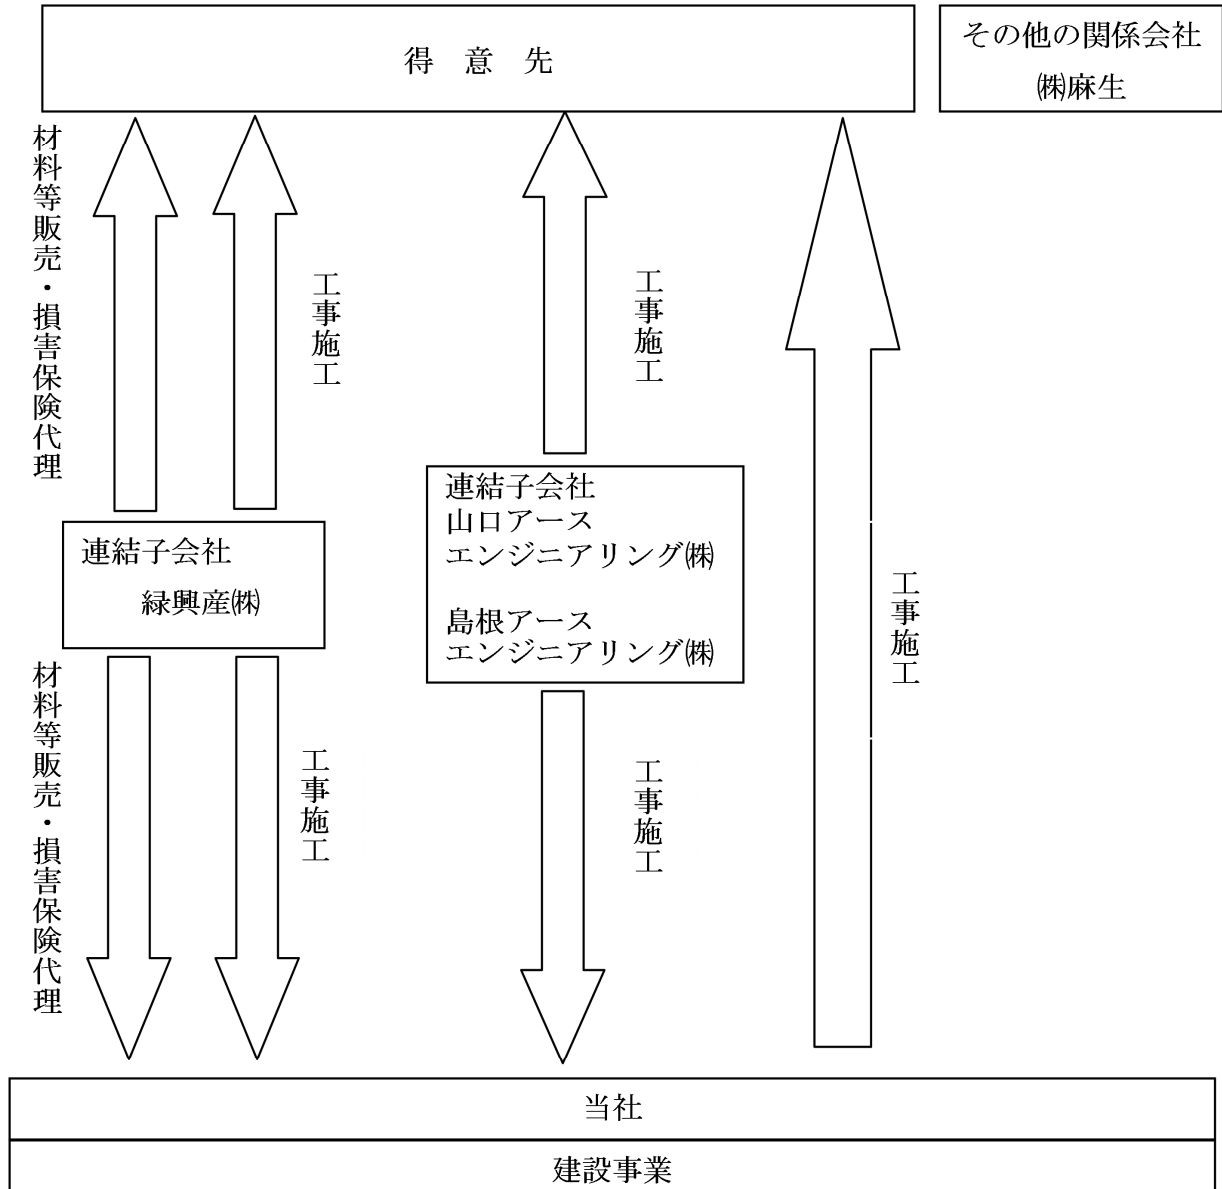 得 意 先
その他の関係会社
㈱麻生
材料等販売・損害保険代理
工事施工
工事施工
連結子会社
緑興産㈱
連結子会社
山口アース
エンジニアリング㈱
島根アース
エンジニアリング㈱
工事施工
材料等販売・損害保険代理
工事施工
工事施工
当社
建設事業